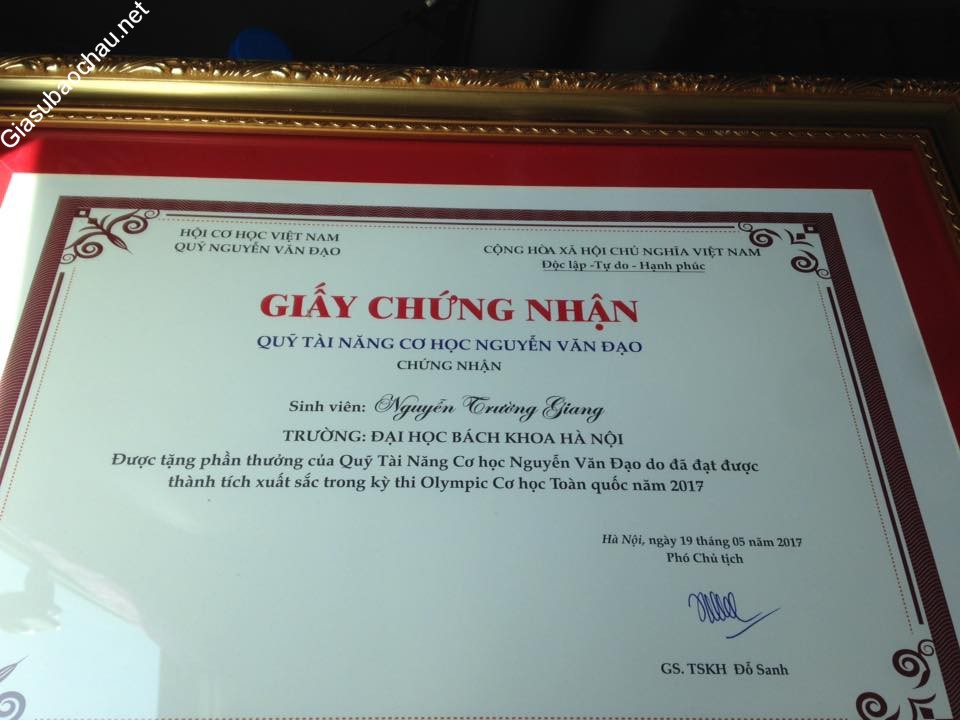 Giasubaochau.net
HỘI CƠ HỌC VIỆT NAM
QUỸ NGUYỄN VĂN ĐẠO
CỘNG HÒA XÃ HỘI CHỦ NGHĨA VIỆT NAM
Độc lập -Tự do - Hạnh phúc
GIẤY CHỨNG NHẬN
QUỸ TÀI NĂNG CƠ HỌC NGUYỄN VĂN ĐẠO
CHỨNG NHẬN
Sinh viên: Nguyễn Trường Giang
TRƯỜNG: ĐẠI HỌC BÁCH KHOA HÀ NỘI
Được tặng phần thưởng của Quỹ Tài Năng Cơ học Nguyễn Văn Đạo do đã đạt được
thành tích xuất sắc trong kỳ thi Olympic Cơ học Toàn quốc năm 2017
Hà Nội, ngày 19 tháng 05 năm 2017
Phó Chủ tịch
GS. TSKH Đỗ Sanh